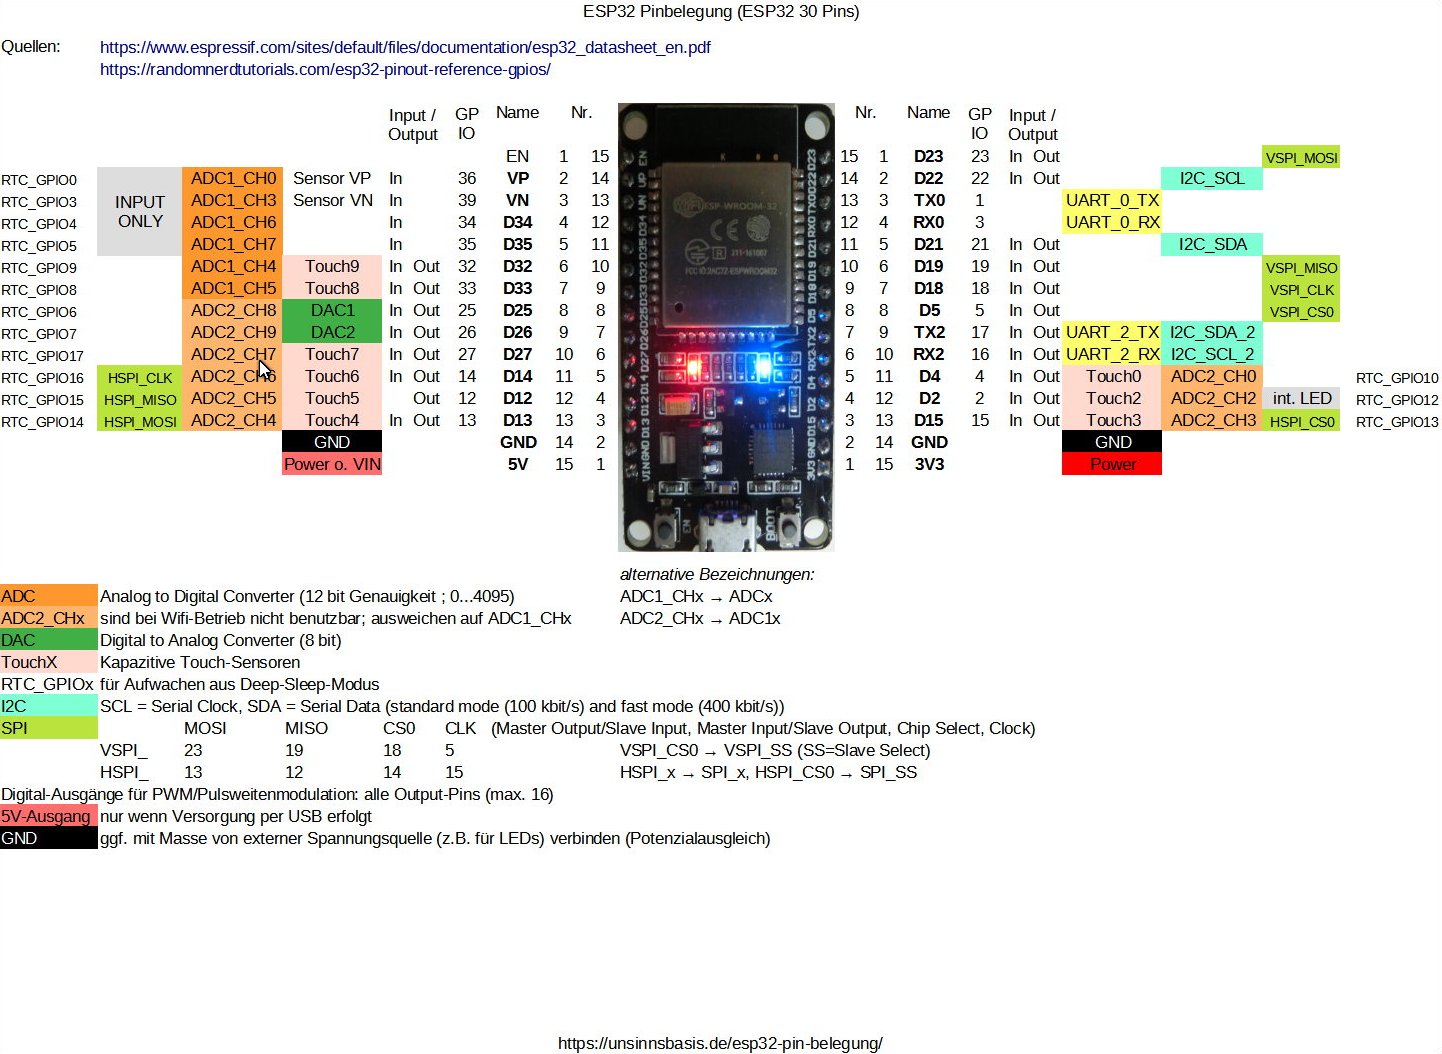 ESP32 Pinbelegung (ESP32 30 Pins)
Quellen: https://www.espressif.com/sites/default/files/documentation/esp32_datasheet_en.pdf
https://randomnerdtutorials.com/esp32-pinout-reference-gpios/
Input / Output GP IO Name Nr. Nr. Name GP IO Input / Output
EN 1 15 15 1 D23 23 In Out VSPI_MOSI
RTC_GPIO0 INPUT ONLY ADC1_CH0 Sensor VP In 36 VP 2 14 14 2 D22 22 In Out I2C_SCL
RTC_GPIO3 ADC1_CH3 Sensor VN In 39 VN 3 13 13 3 TX0 1 UART_0_TX
RTC_GPIO4 ADC1_CH6 In 34 D34 4 12 12 4 RX0 3 UART_0_RX
RTC_GPIO5 ADC1_CH7 In 35 D35 5 11 11 5 D21 21 In Out I2C_SDA
RTC_GPIO9 ADC1_CH4 Touch9 In Out 32 D32 6 10 10 6 D19 19 In Out VSPI_MISO
RTC_GPIO8 ADC1_CH5 Touch8 In Out 33 D33 7 9 9 7 D18 18 In Out VSPI_CLK
RTC_GPIO6 ADC2_CH8 DAC1 In Out 25 D25 8 8 8 8 D5 5 In Out VSPI_CS0
RTC_GPIO7 ADC2_CH9 DAC2 In Out 26 D26 9 7 7 9 TX2 17 In Out UART_2_TX I2C_SDA_2
RTC_GPIO17 ADC2_CH7 Touch7 In Out 27 D27 10 6 6 10 RX2 16 In Out UART_2_RX I2C_SCL_2
RTC_GPIO16 HSPI_CLK ADC2_CH6 Touch6 In Out 14 D14 11 5 5 11 D4 4 In Out Touch0 ADC2_CH0 RTC_GPIO10
RTC_GPIO15 HSPI_MISO ADC2_CH5 Touch5 Out 12 D12 12 4 4 12 D2 2 In Out Touch2 ADC2_CH2 int. LED RTC_GPIO12
RTC_GPIO14 HSPI_MOSI ADC2_CH4 Touch4 In Out 13 D13 13 3 3 13 D15 15 In Out Touch3 ADC2_CH3 HSPI_CS0 RTC_GPIO13
GND GND 14 2 2 14 GND GND
Power o. VIN 5V 15 1 1 15 3V3 Power
EN VP VN D34 D35 D32 D33 D25 D26 D27 D14 D12 D13 GND VIN
WiFi ESP-WROOM-32
CE FC
R 211-161007
FCC ID:2AC7Z-ESPWROOM32
D23 D22 TX0 RX0 D21 D19 D18 D5 TX2 RX2 D4 D2 D15 GND 3V3
EN BOOT
alternative Bezeichnungen:
ADC Analog to Digital Converter (12 bit Genauigkeit ; 0...4095) ADC1_CHx → ADCx
ADC2_CHx sind bei Wifi-Betrieb nicht benutzbar; ausweichen auf ADC1_CHx ADC2_CHx → ADC1x
DAC Digital to Analog Converter (8 bit)
TouchX Kapazitive Touch-Sensoren
RTC_GPIOx für Aufwachen aus Deep-Sleep-Modus
I2C SCL = Serial Clock, SDA = Serial Data (standard mode (100 kbit/s) and fast mode (400 kbit/s))
SPI MOSI MISO CS0 CLK (Master Output/Slave Input, Master Input/Slave Output, Chip Select, Clock)
VSPI_ 23 19 18 5 VSPI_CS0 → VSPI_SS (SS=Slave Select)
HSPI_ 13 12 14 15 HSPI_x → SPI_x, HSPI_CS0 → SPI_SS
Digital-Ausgänge für PWM/Pulsweitenmodulation: alle Output-Pins (max. 16)
5V-Ausgang nur wenn Versorgung per USB erfolgt
GND ggf. mit Masse von externer Spannungsquelle (z.B. für LEDs) verbinden (Potenzialausgleich)
https://unsinnsbasis.de/esp32-pin-belegung/